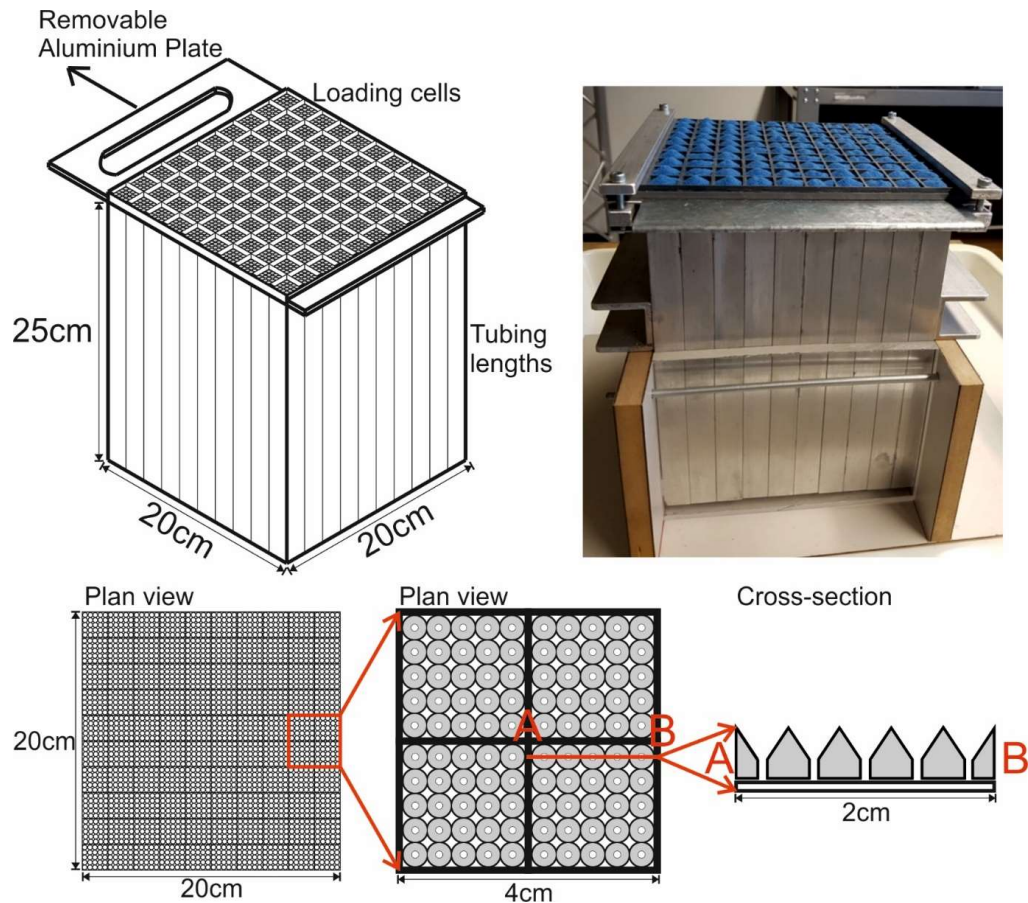 Removable
Aluminium Plate
Loading cells
25cm
Tubing
lengths
20cm
20cm
Plan view
Plan view
Cross-section
20cm
A
B
A
B
2cm
20cm
4cm